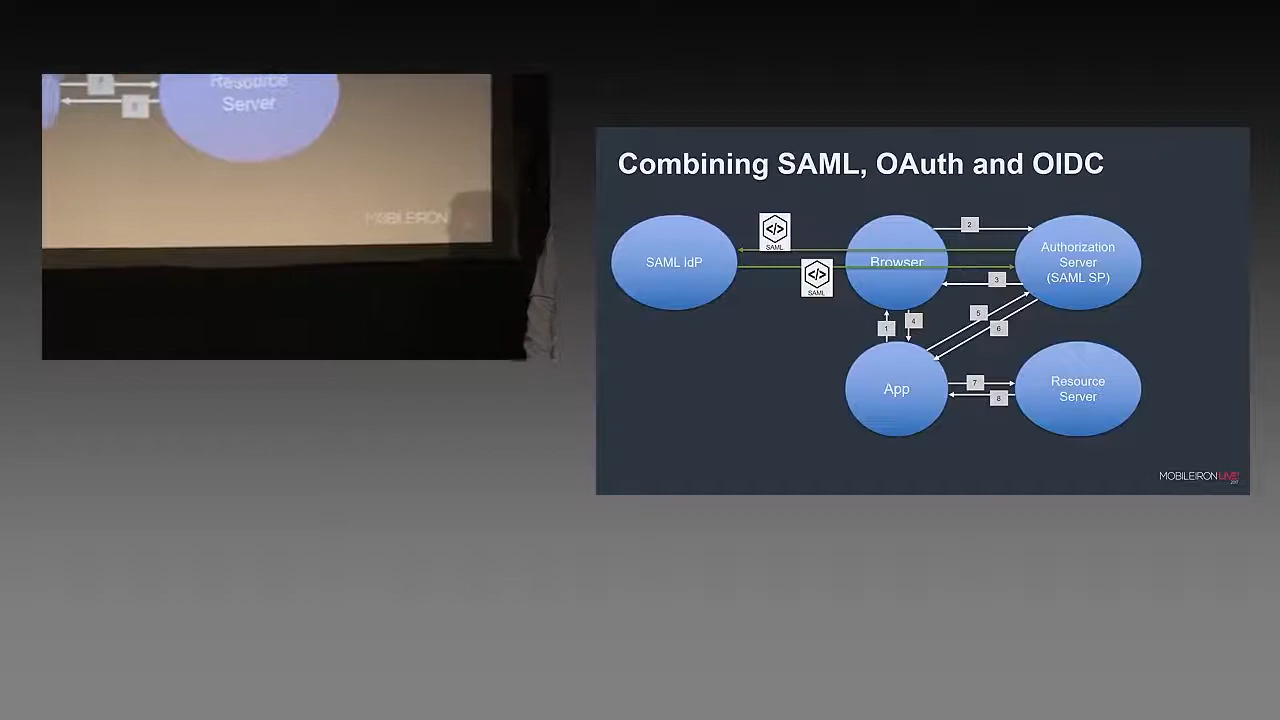 Resource
Server
MOBILEIRON
Combining SAML, OAuth and OIDC
SAML
2
SAML IdP
Browser
Authorization
Server
(SAML SP)
SAML
3
1
4
5
6
App
7
8
Resource
Server
MOBILEIRON LIVE!
2017